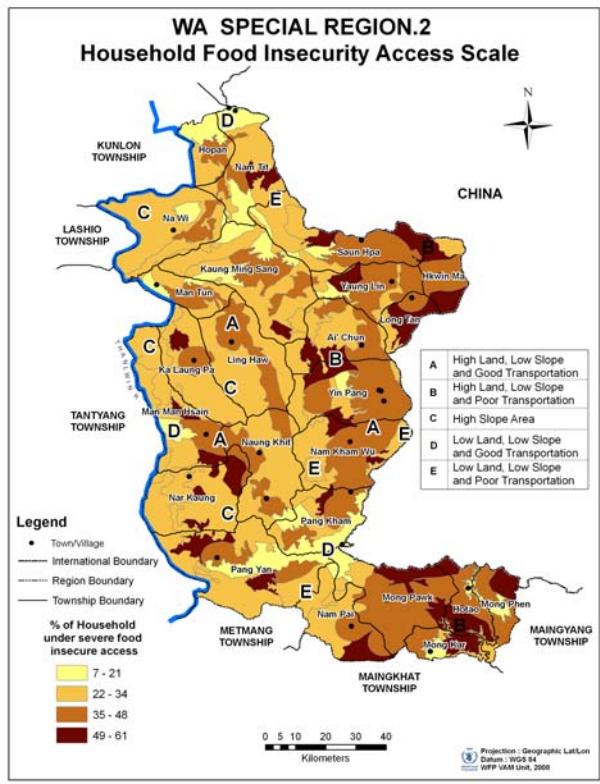 WA SPECIAL REGION.2
Household Food Insecurity Access Scale
N
KUNLON
TOWNSHIP
D
Hopan
Nam Tit
CHINA
E
C
Na Wi
LASHIO
TOWNSHIP
Saun Hpa
B
Kaung Ming Sang
Yaung Lin
Hkwin Ma
Man Tun
Long Tan
A
Ai' Chun
THANLWIN R.
C
Ling Haw
B
Ka Laung Pa
C
Yin Pang
Man Man Hsain
TANTYANG
TOWNSHIP
D
A
Naung Khit
A
E
Nam Kham Wu
E
Nar Kaung
C
Pang Kham
D
Pang Yan
E
Mong Pawk
Hotao
Mong Phen
B
Nam Pai
Mong Kar
METMANG
TOWNSHIP
MAINGYANG
TOWNSHIP
MAINGKHAT
TOWNSHIP
A High Land, Low Slope
and Good Transportation
B High Land, Low Slope
and Poor Transportation
C High Slope Area
D Low Land, Low Slope
and Good Transportation
E Low Land, Low Slope
and Poor Transportation
Legend
Town/Village
International Boundary
Region Boundary
Township Boundary
% of Household
under severe food
insecure access
7 - 21
22 - 34
35 - 48
49 - 61
0 5 10 20 30 40
Kilometers
Projection : Geographic Lat/Lon
Datum : WGS 84
WFP VAM Unit, 2008